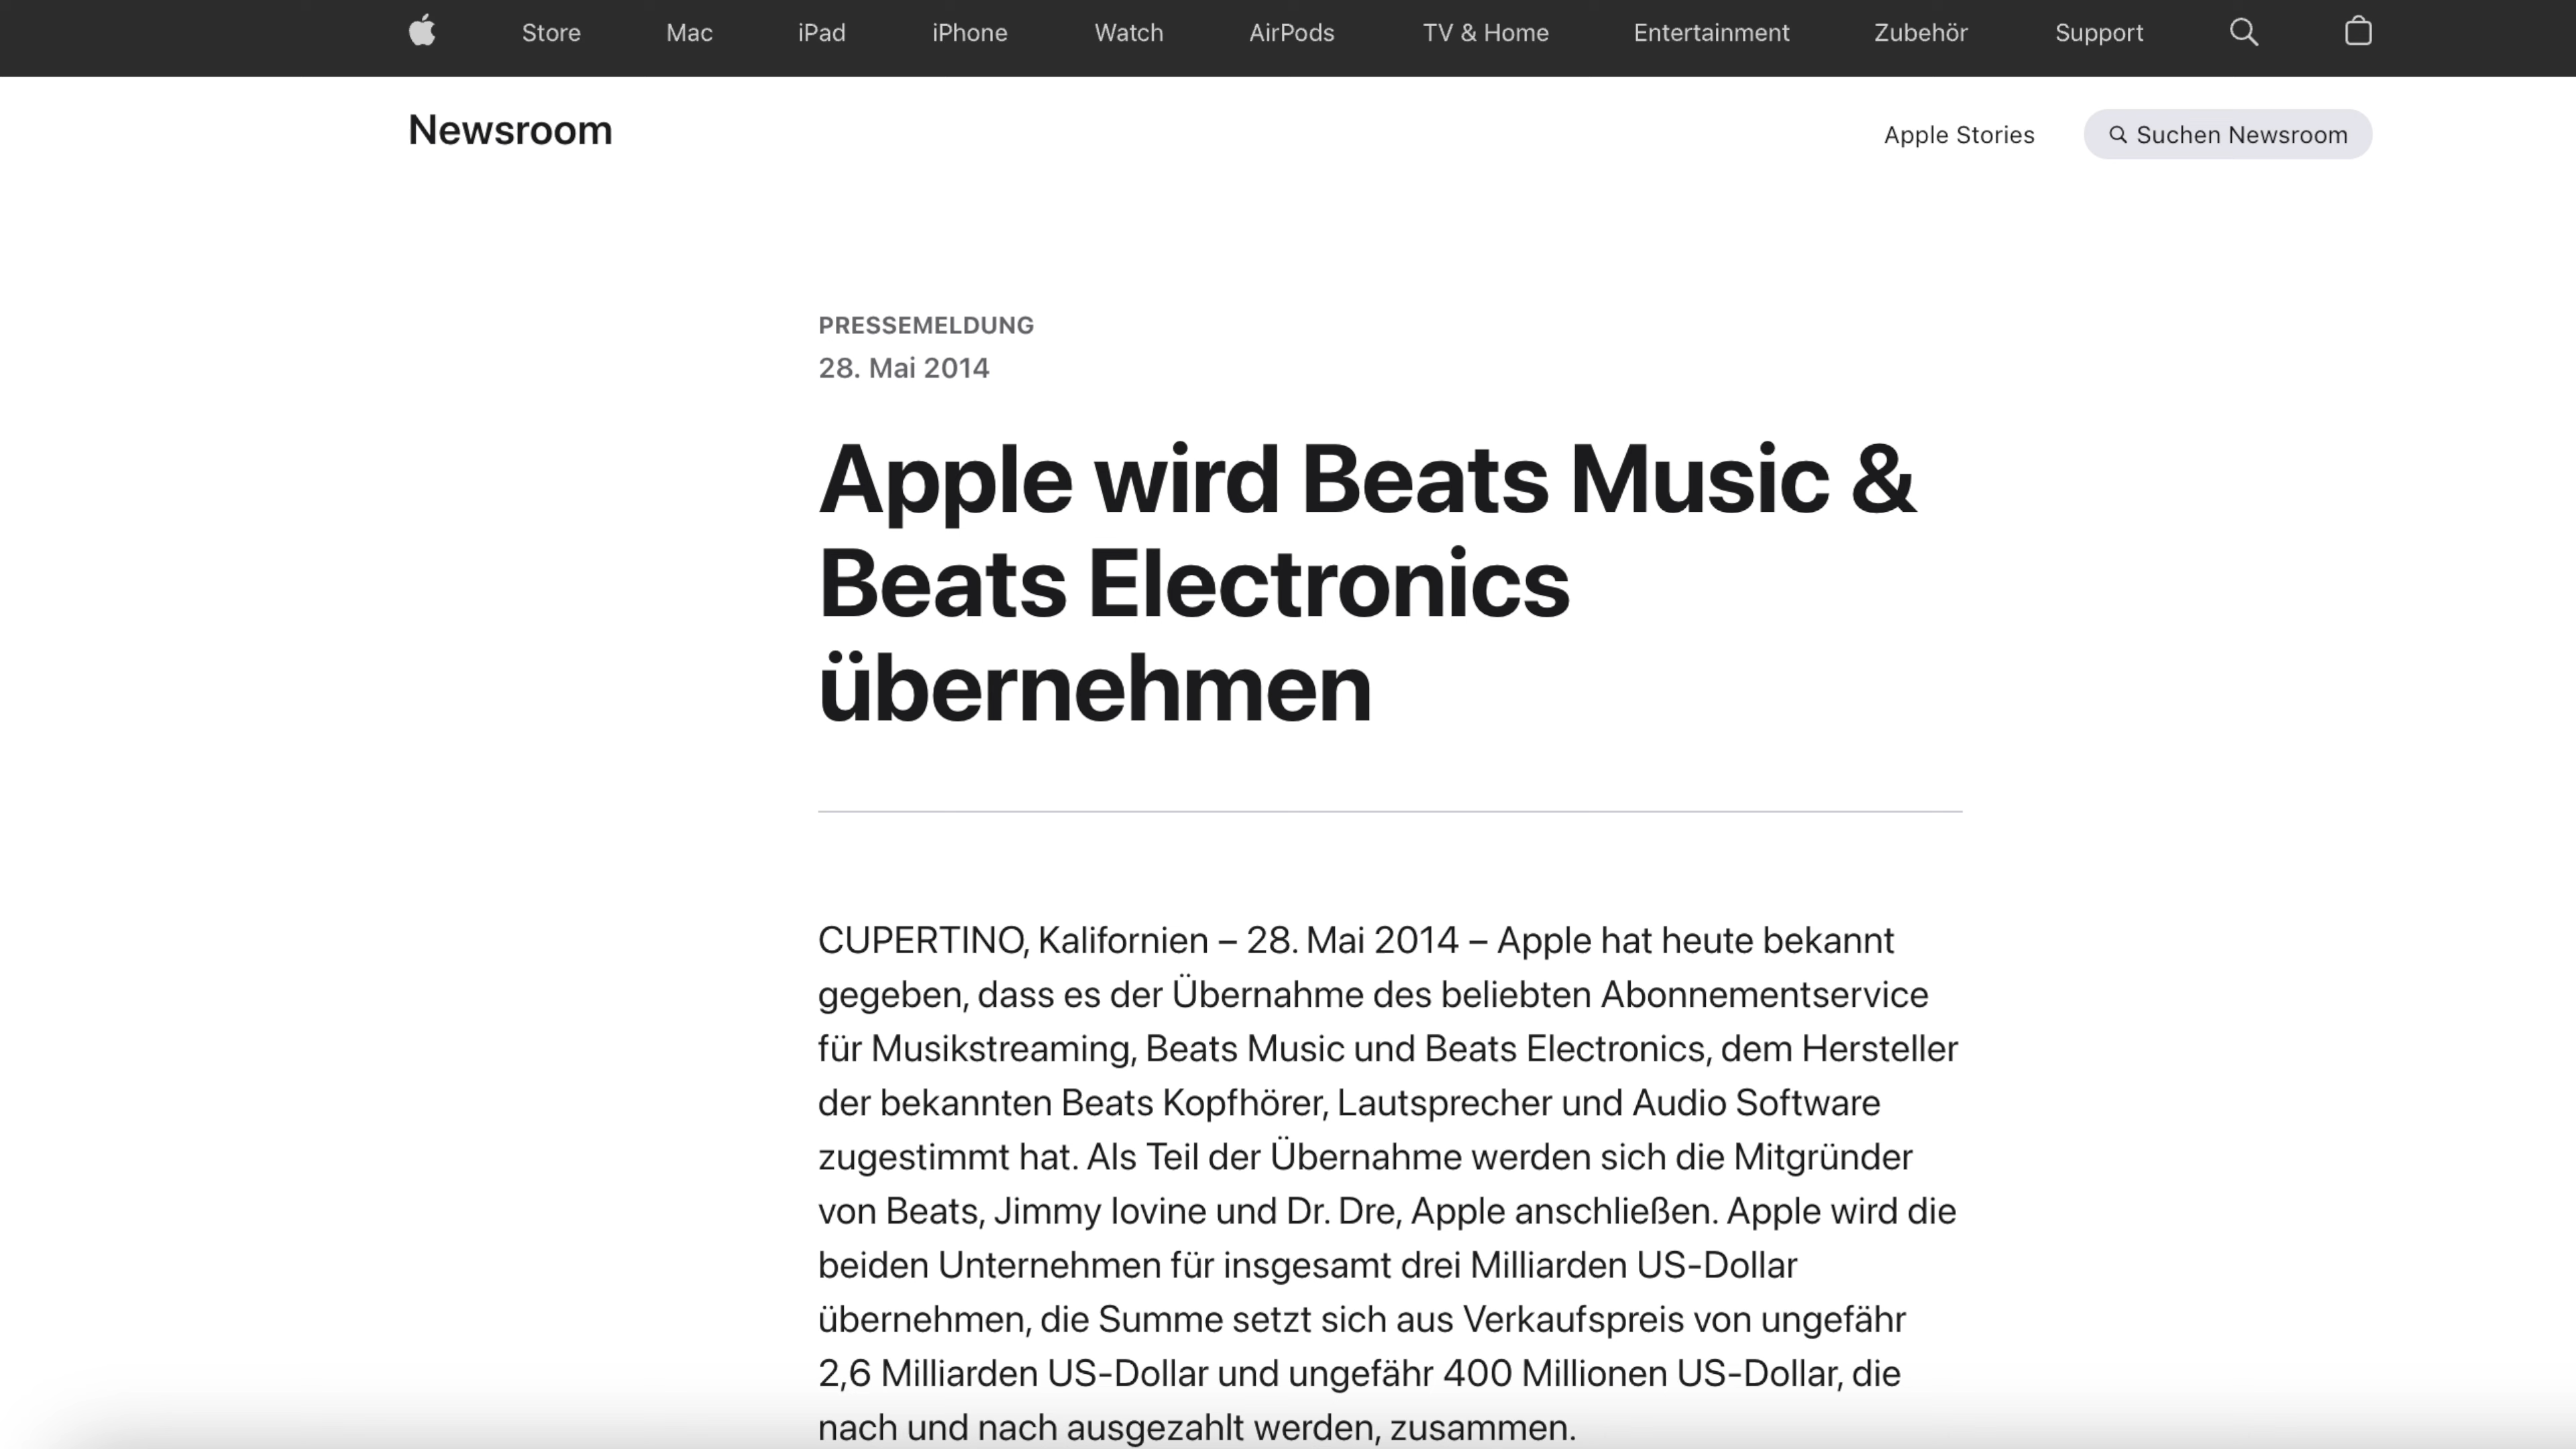 Store Mac iPad iPhone Watch AirPods TV & Home Entertainment Zubehör Support
Newsroom
Apple Stories Suchen Newsroom
PRESSEMELDUNG
28. Mai 2014
Apple wird Beats Music &
Beats Electronics
übernehmen
CUPERTINO, Kalifornien – 28. Mai 2014 – Apple hat heute bekannt
gegeben, dass es der Übernahme des beliebten Abonnementservice
für Musikstreaming, Beats Music und Beats Electronics, dem Hersteller
der bekannten Beats Kopfhörer, Lautsprecher und Audio Software
zugestimmt hat. Als Teil der Übernahme werden sich die Mitgründer
von Beats, Jimmy Iovine und Dr. Dre, Apple anschließen. Apple wird die
beiden Unternehmen für insgesamt drei Milliarden US-Dollar
übernehmen, die Summe setzt sich aus Verkaufspreis von ungefähr
2,6 Milliarden US-Dollar und ungefähr 400 Millionen US-Dollar, die
nach und nach ausgezahlt werden, zusammen.